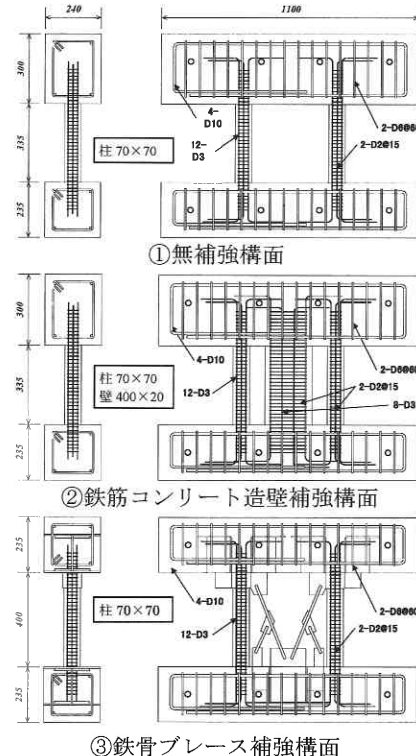 240
1100
300
335
235
4-
D10
12-
D3
2-D6@60
2-D2@15
柱 70×70
①無補強構面
300
335
235
4-D10
12-D3
2-D6@60
2-D2@15
8-D3
柱 70×70
壁 400×20
②鉄筋コンリート造壁補強構面
235
400
235
4-D10
12-D3
2-D6@60
2-D2@15
柱 70×70
③鉄骨ブレース補強構面